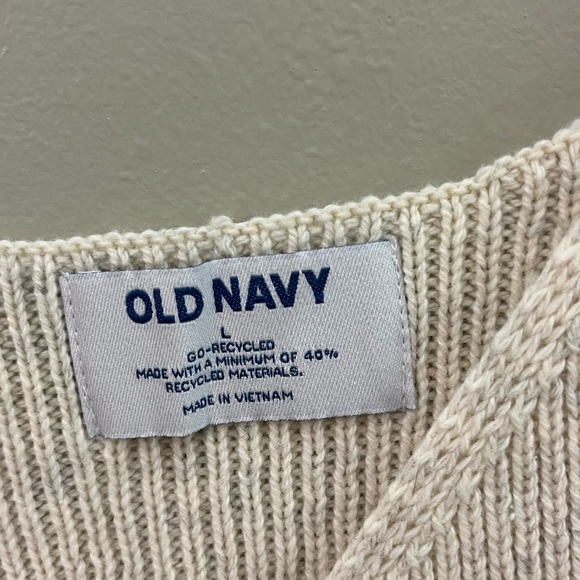 OLD NAVY
L
GO-RECYCLED
MADE WITH A MINIMUM OF 40%
RECYCLED MATERIALS.
MADE IN VIETNAM